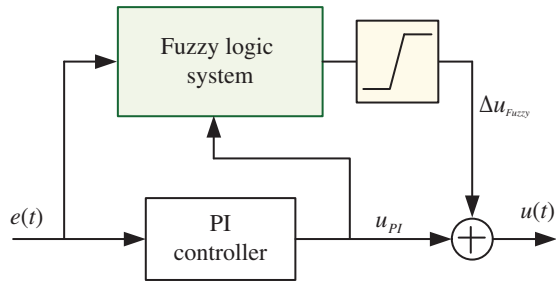 Fuzzy logic
system
Δu_Fuzzy
e(t)
PI
controller
u_PI
u(t)